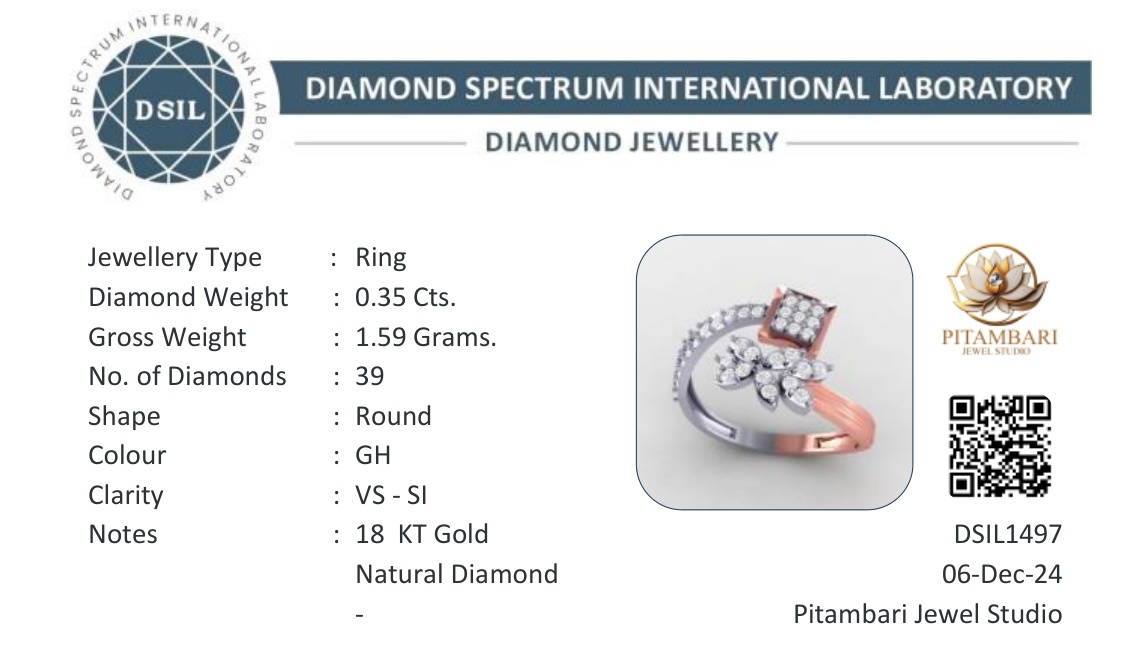 DIAMOND SPECTRUM INTERNATIONAL LABORATORY
DSIL
DIAMOND SPECTRUM INTERNATIONAL LABORATORY
DIAMOND JEWELLERY
Jewellery Type : Ring
Diamond Weight : 0.35 Cts.
Gross Weight : 1.59 Grams.
No. of Diamonds : 39
Shape : Round
Colour : GH
Clarity : VS - SI
Notes : 18 KT Gold
Natural Diamond
-
PITAMBARI
JEWEL STUDIO
DSIL1497
06-Dec-24
Pitambari Jewel Studio